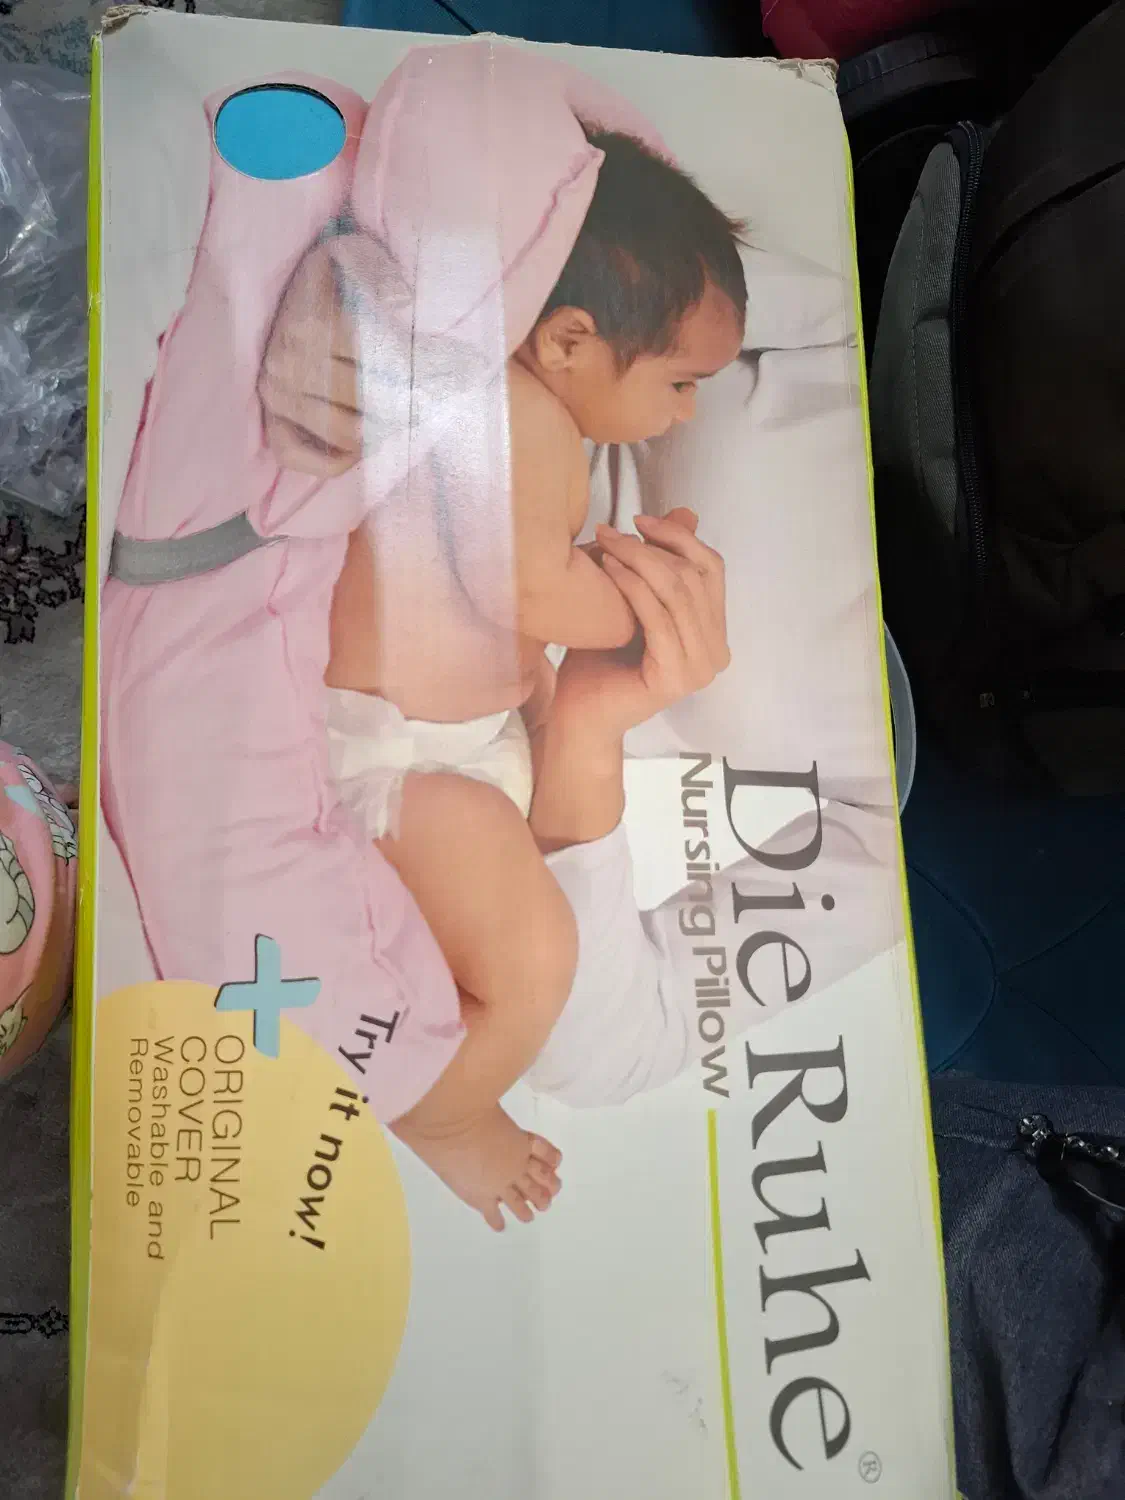 Die Ruhe®
Nursing Pillow
Try it now!
+
ORIGINAL
COVER
Washable and
Removable